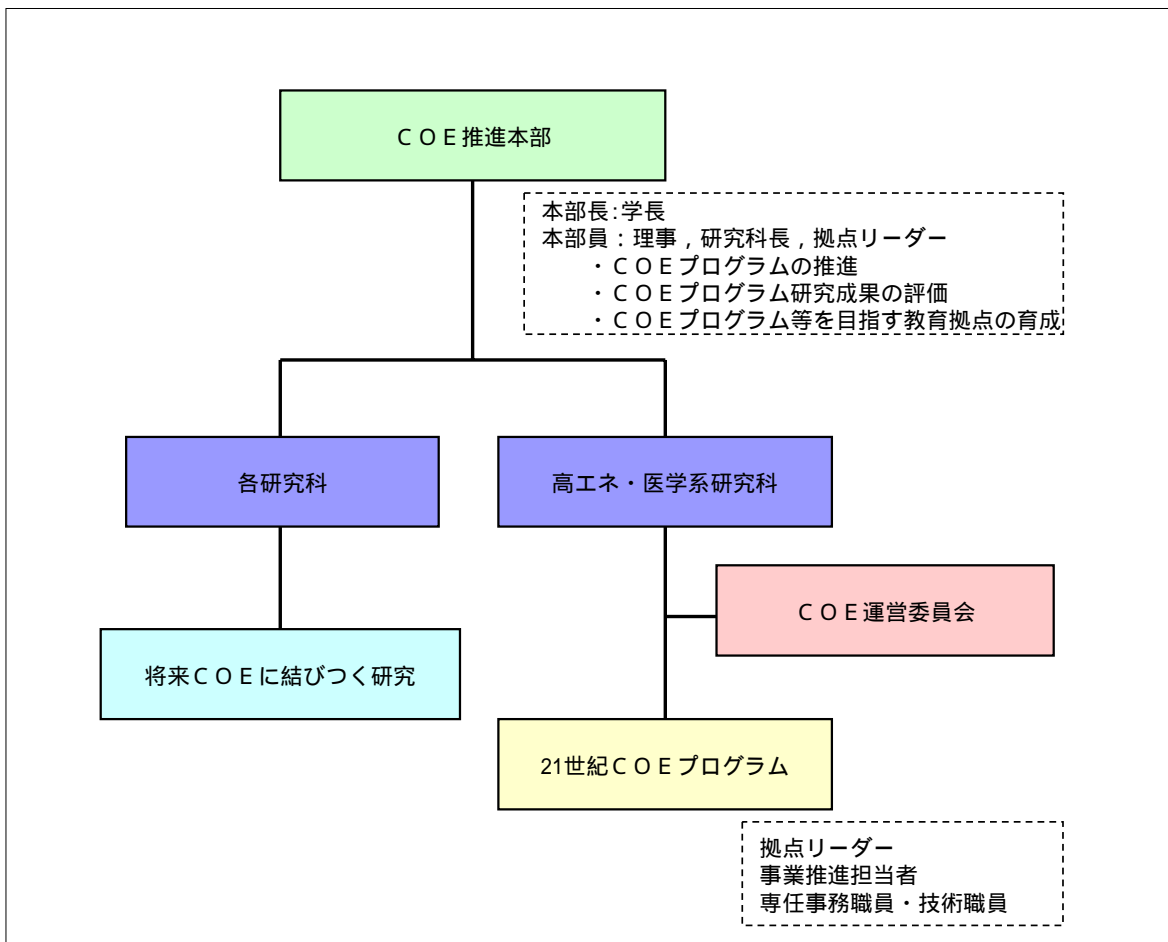 ＣＯＥ推進本部
本部長：学長
本部員：理事，研究科長，拠点リーダー
・ＣＯＥプログラムの推進
・ＣＯＥプログラム研究成果の評価
・ＣＯＥプログラム等を目指す教育拠点の育成
各研究科
高エネ・医学系研究科
ＣＯＥ運営委員会
将来ＣＯＥに結びつく研究
21世紀ＣＯＥプログラム
拠点リーダー
事業推進担当者
専任事務職員・技術職員